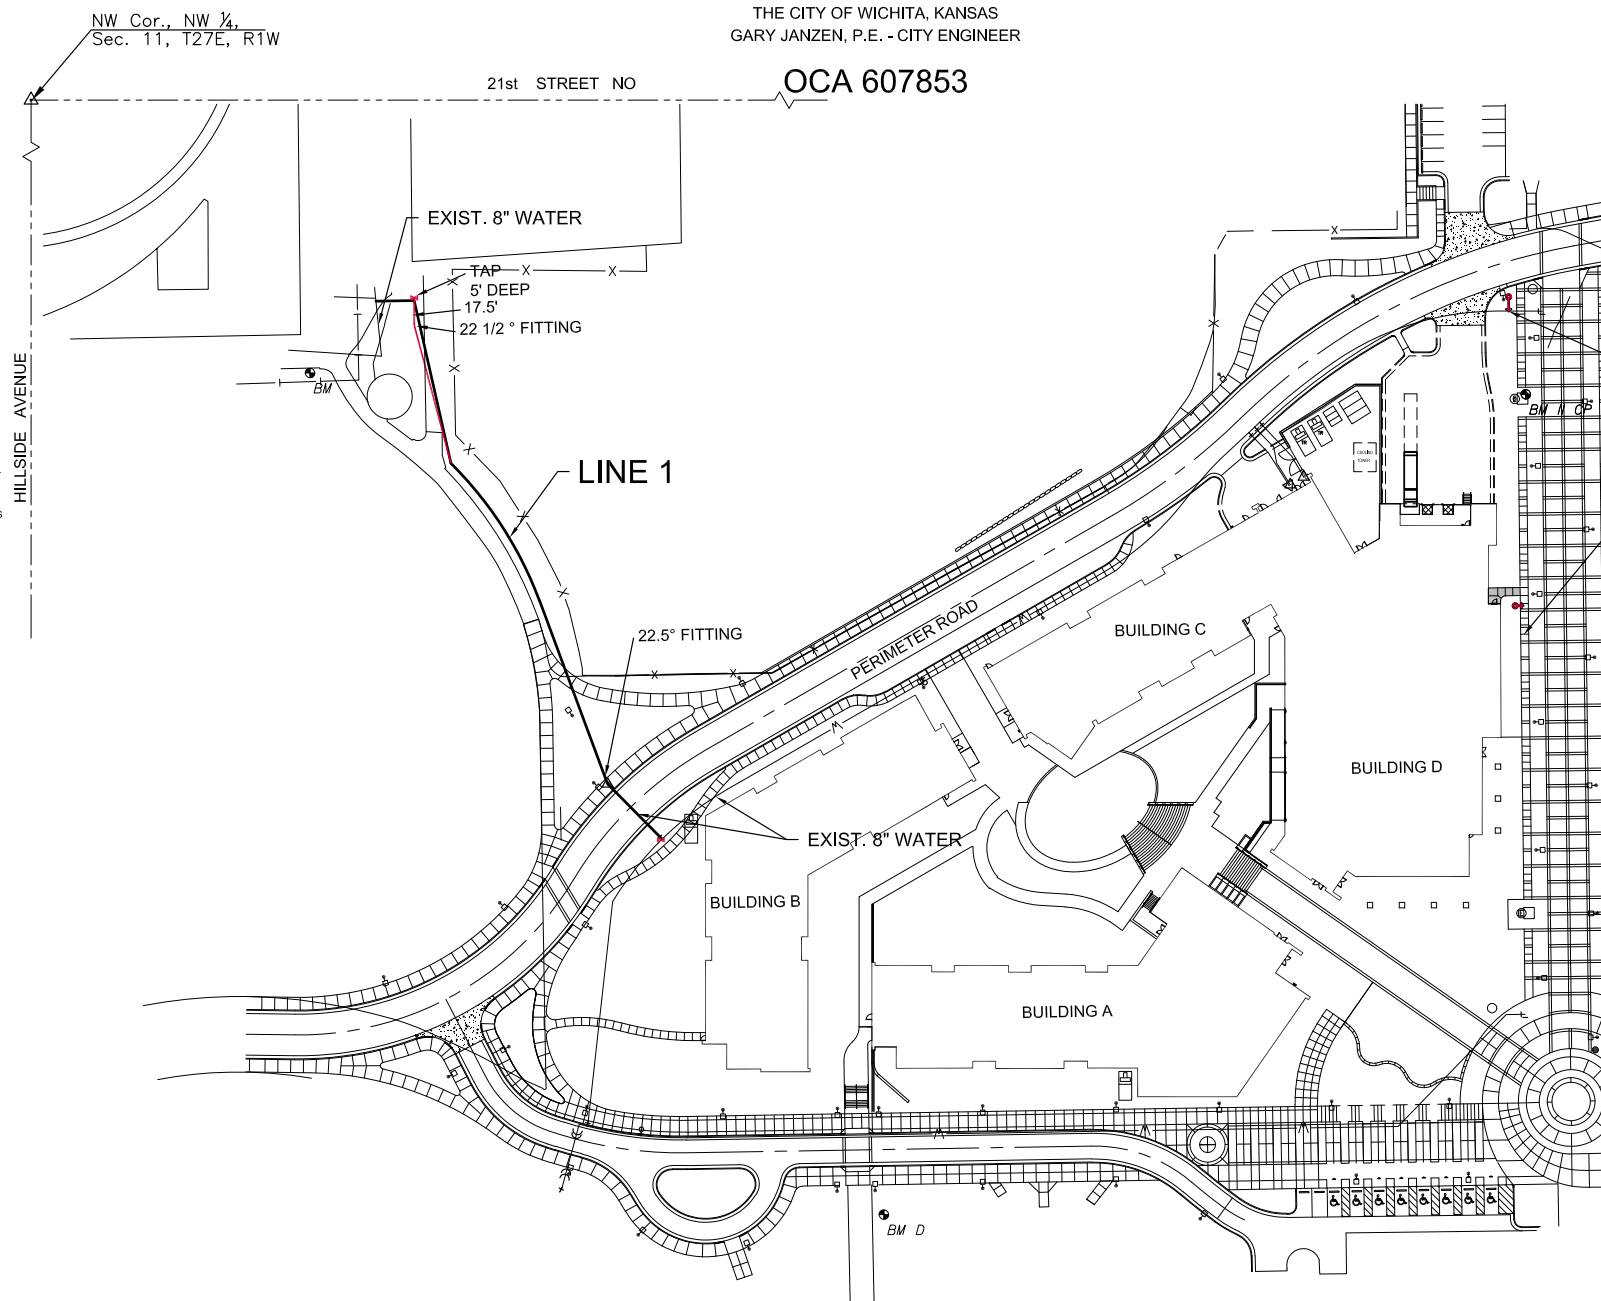 NW Cor., NW ¼,
Sec. 11, T27E, R1W
THE CITY OF WICHITA, KANSAS
GARY JANZEN, P.E. - CITY ENGINEER
OCA 607853
21st STREET NO
HILLSIDE AVENUE
EXIST. 8" WATER
TAP
5' DEEP
17.5'
22 1/2 ° FITTING
BM
LINE 1
22.5° FITTING
PERIMETER ROAD
BUILDING C
COOLING
TOWER
BM N CP
BUILDING D
EXIST. 8" WATER
BUILDING B
BUILDING A
BM D